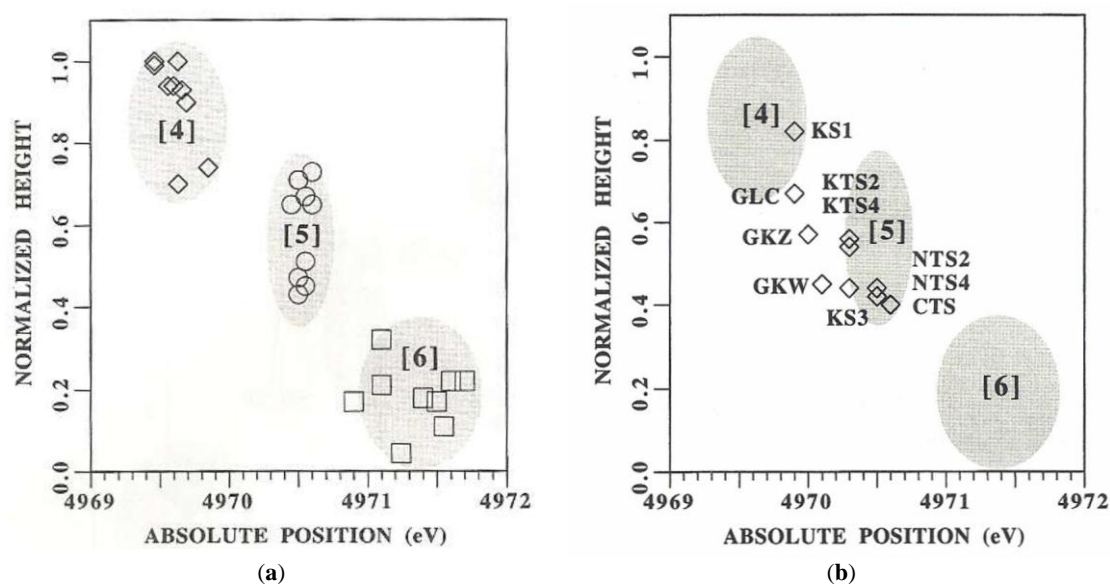 NORMALIZED HEIGHT
1.0
0.8
0.6
0.4
0.2
0.0
[4]
[5]
[6]
4969 4970 4971 4972
ABSOLUTE POSITION (eV)
(a)
NORMALIZED HEIGHT
1.0
0.8
0.6
0.4
0.2
0.0
[4]
KS1
GLC
KTS2
KTS4
GKZ
[5]
NTS2
GKW
NTS4
KS3
CTS
[6]
4969 4970 4971 4972
ABSOLUTE POSITION (eV)
(b)